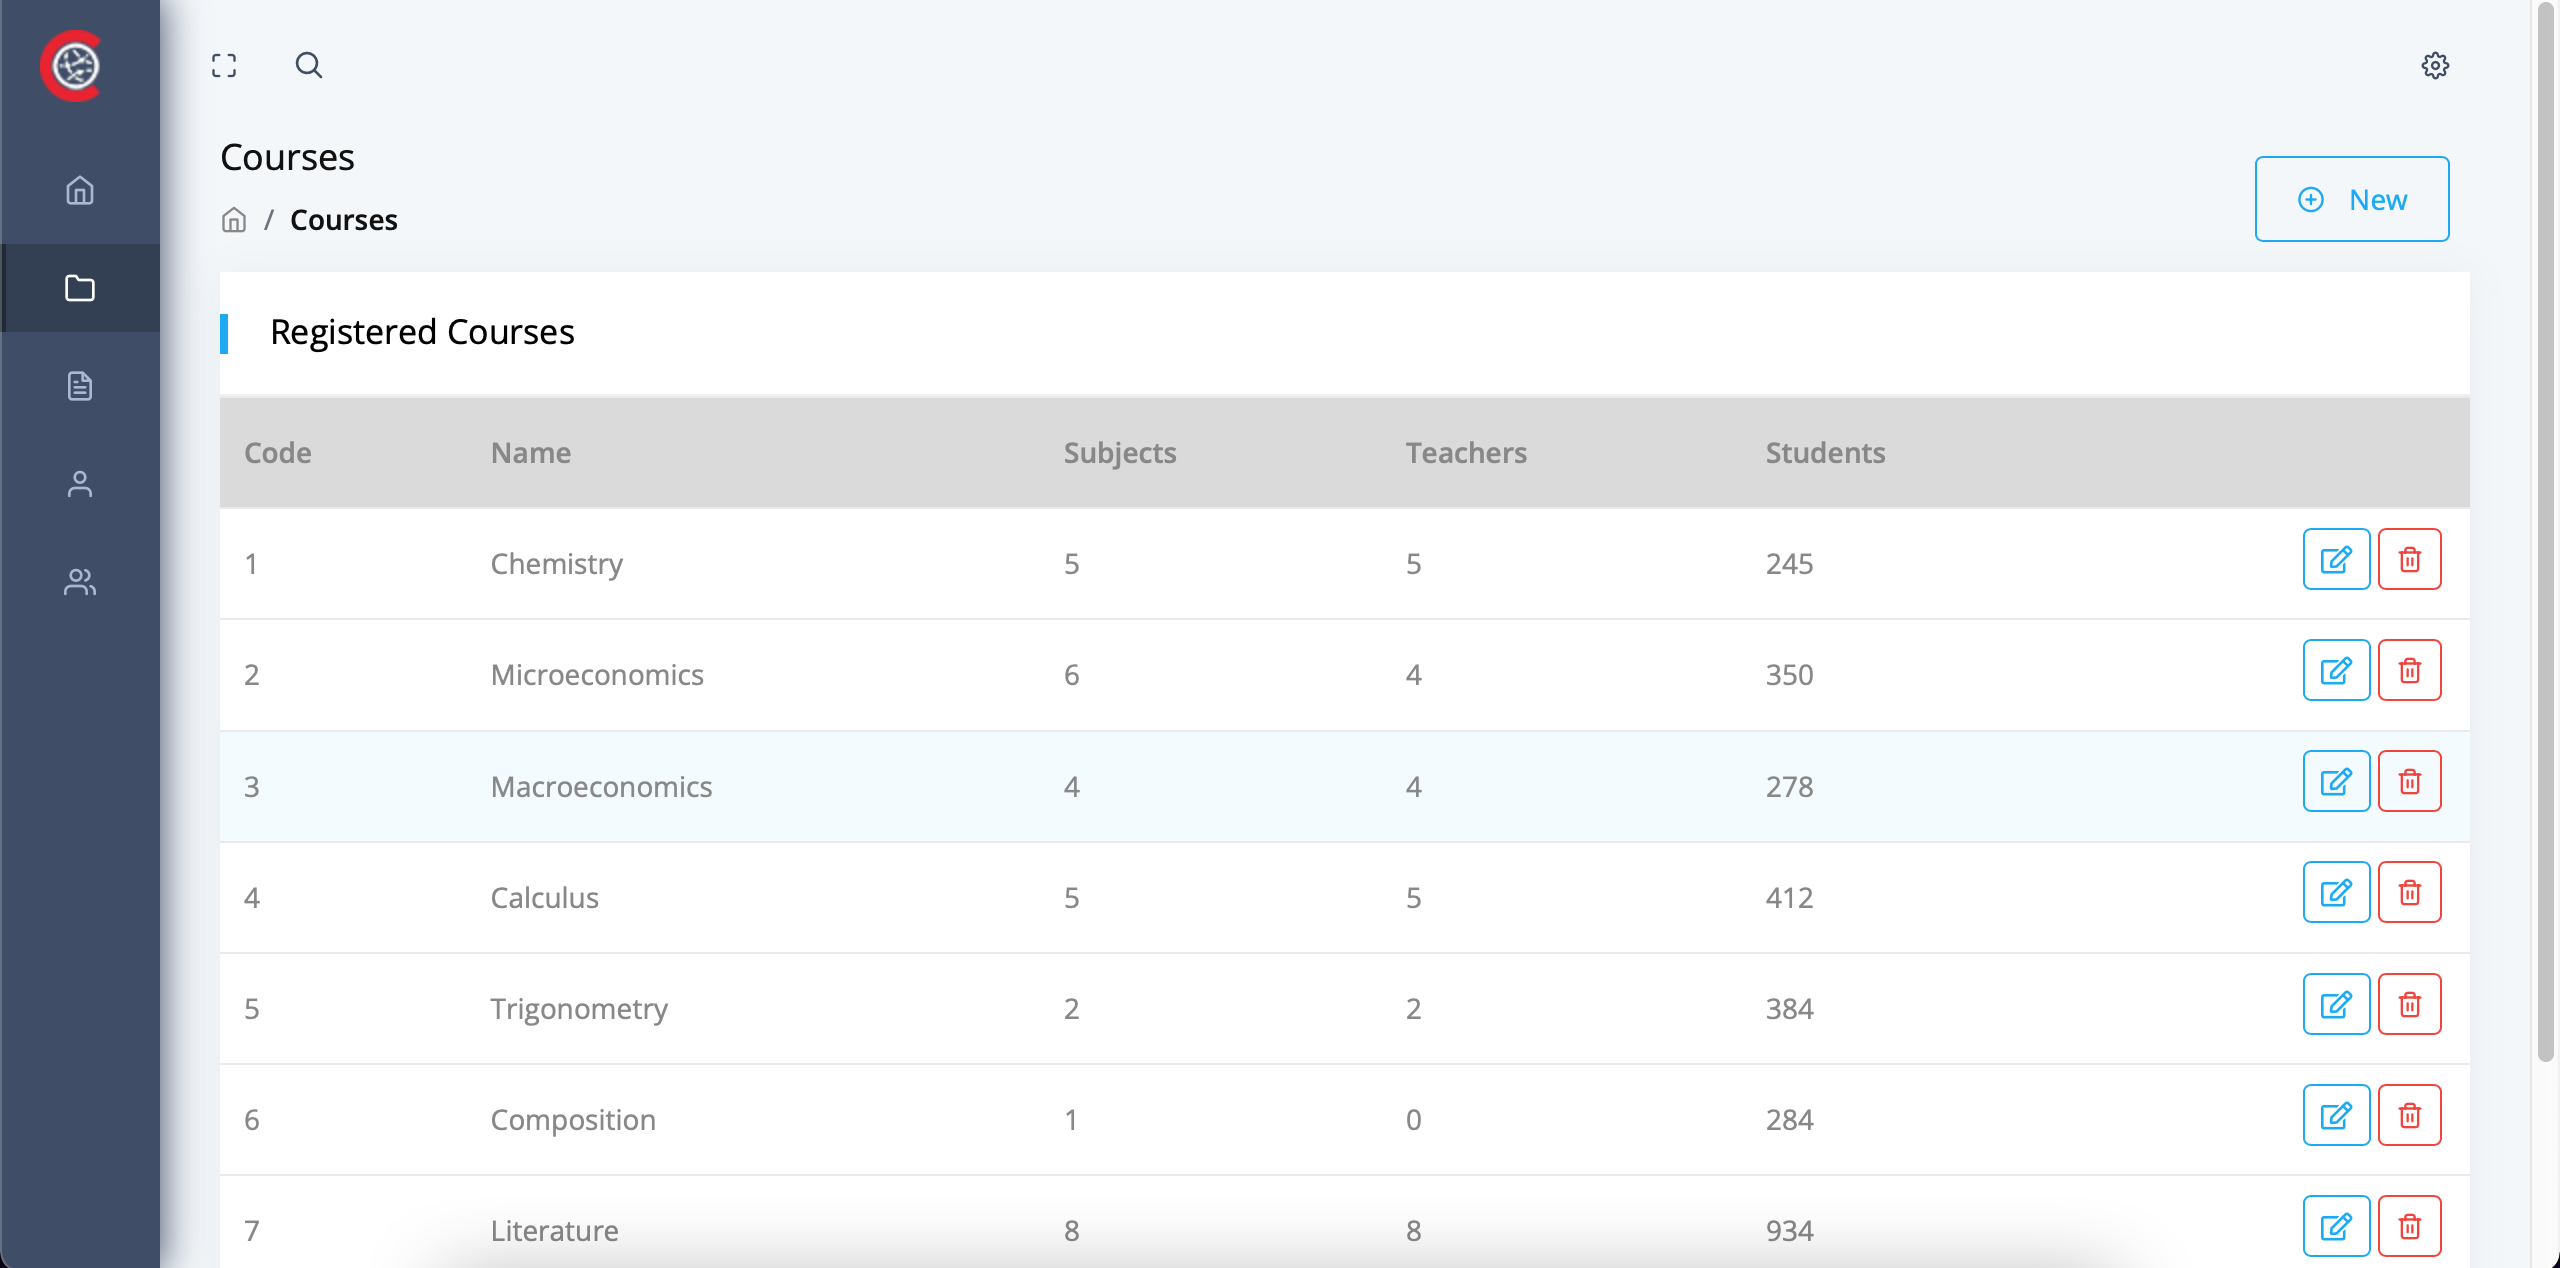 Courses
/ Courses
New
Registered Courses
Code Name Subjects Teachers Students
1 Chemistry 5 5 245
2 Microeconomics 6 4 350
3 Macroeconomics 4 4 278
4 Calculus 5 5 412
5 Trigonometry 2 2 384
6 Composition 1 0 284
7 Literature 8 8 934